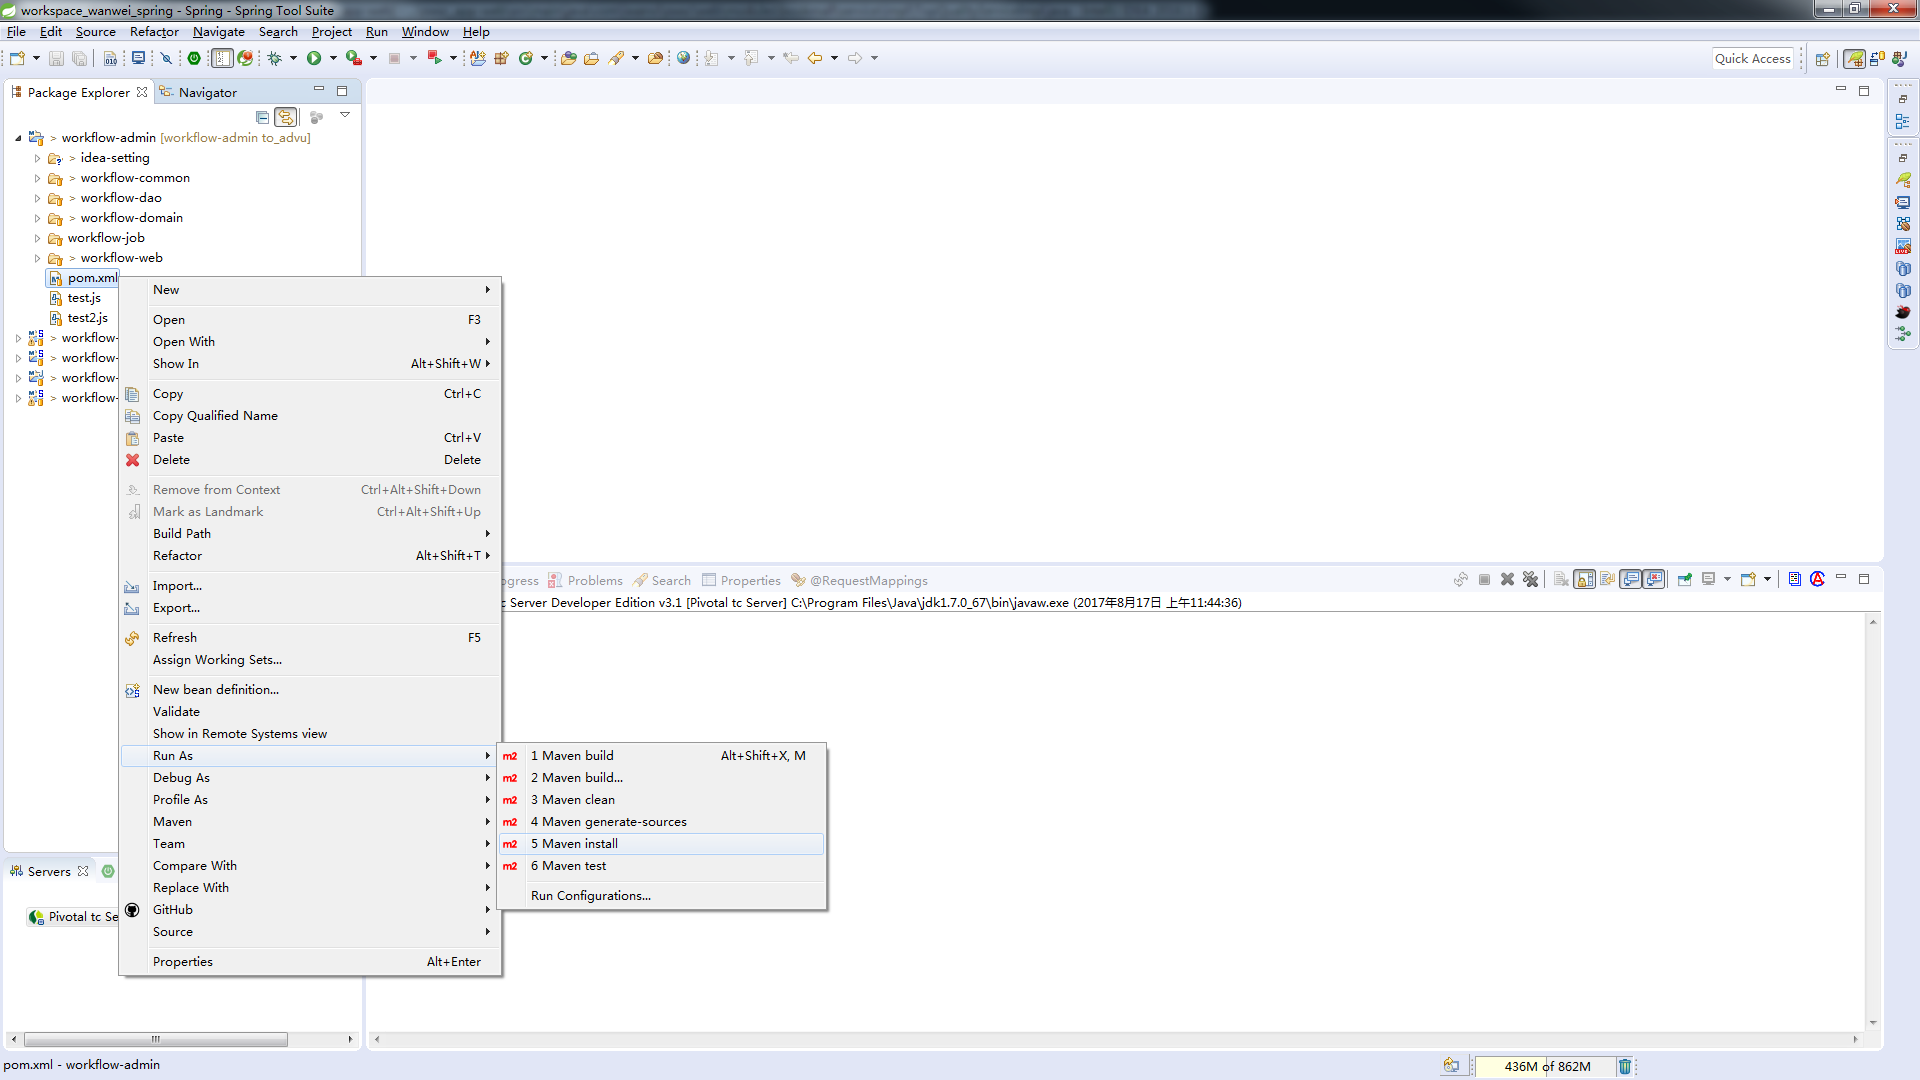 workspace_wanwei_spring - Spring - Spring Tool Suite
File Edit Source Refactor Navigate Search Project Run Window Help
Quick Access
Package Explorer Navigator
> workflow-admin [workflow-admin to_advu]
> idea-setting
> workflow-common
> workflow-dao
> workflow-domain
workflow-job
> workflow-web
pom.xml
test.js
test2.js
> workflow-
> workflow-
> workflow-
> workflow-
New
Open F3
Open With
Show In Alt+Shift+W
Copy Ctrl+C
Copy Qualified Name
Paste Ctrl+V
Delete Delete
Remove from Context Ctrl+Alt+Shift+Down
Mark as Landmark Ctrl+Alt+Shift+Up
Build Path
Refactor Alt+Shift+T
Import...
Export...
Refresh F5
Assign Working Sets...
New bean definition...
Validate
Show in Remote Systems view
Run As
Debug As
Profile As
Maven
Team
Compare With
Replace With
GitHub
Source
Properties Alt+Enter
m2 1 Maven build Alt+Shift+X, M
m2 2 Maven build...
m2 3 Maven clean
m2 4 Maven generate-sources
m2 5 Maven install
m2 6 Maven test
Run Configurations...
ogress Problems Search Properties @RequestMappings
c Server Developer Edition v3.1 [Pivotal tc Server] C:\Program Files\Java\jdk1.7.0_67\bin\javaw.exe (2017年8月17日 上午11:44:36)
Servers
Pivotal tc Se
pom.xml - workflow-admin
436M of 862M